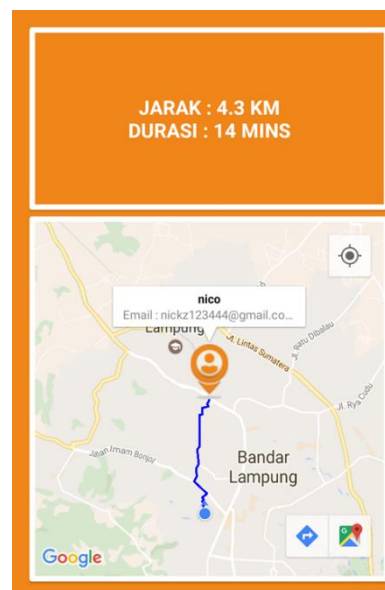 JARAK : 4.3 KM
DURASI : 14 MINS
nico
Email : nickz123444@gmail.co...
Lampung
Jl. Lintas Sumatera
Jl. Ratu Dibalau
Jl. Rya Cudu
Jalan Imam Bonjol
Bandar
Lampung
Google